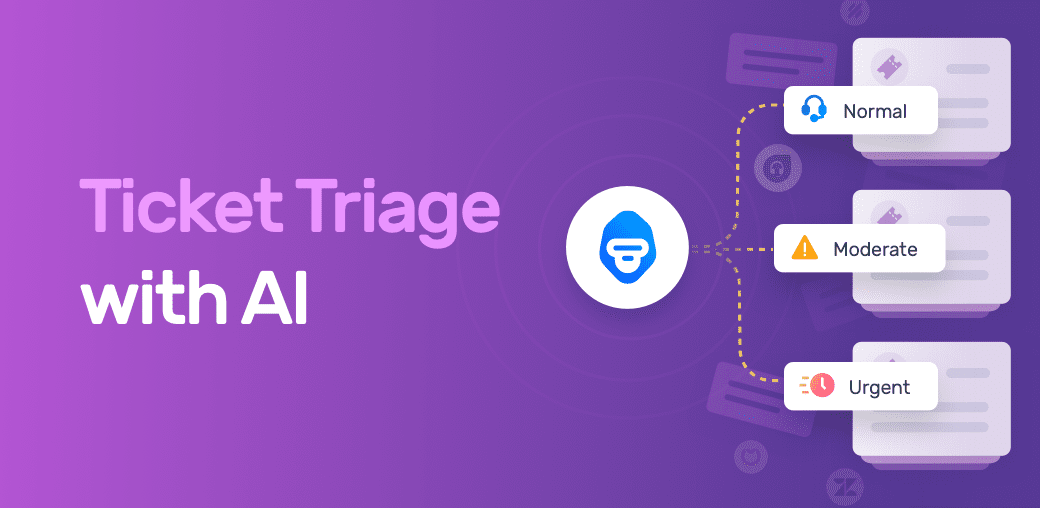 Ticket Triage
with AI
Normal
Moderate
Urgent